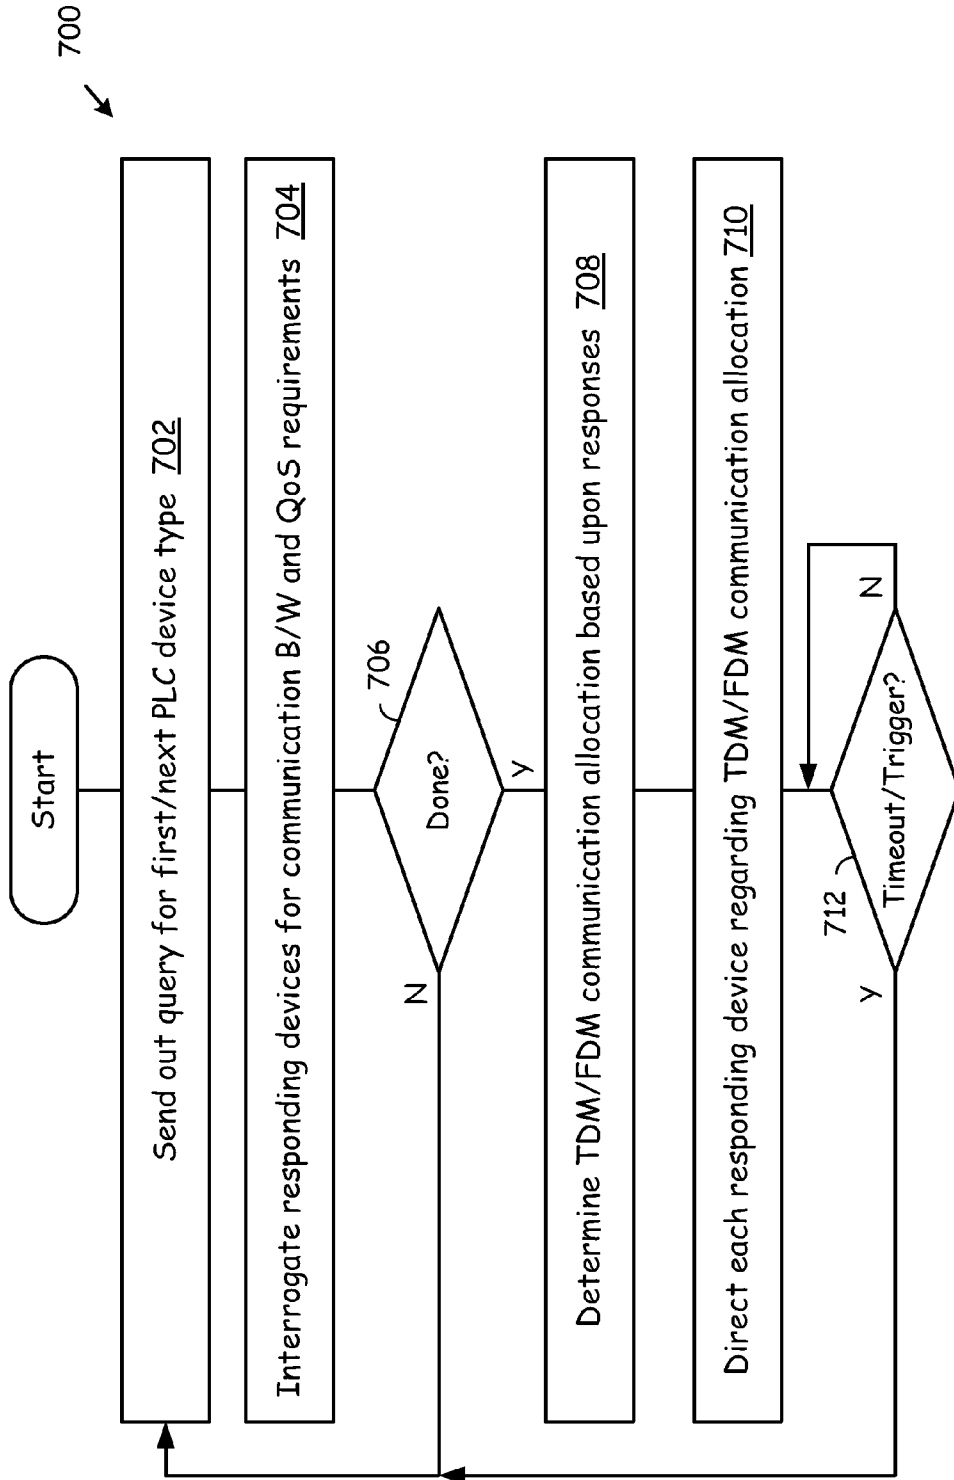 700
Start
Send out query for first/next PLC device type 702
Interrogate responding devices for communication B/W and QoS requirements 704
706
Done?
N
Y
Determine TDM/FDM communication allocation based upon responses 708
Direct each responding device regarding TDM/FDM communication allocation 710
712
Timeout/Trigger?
N
Y